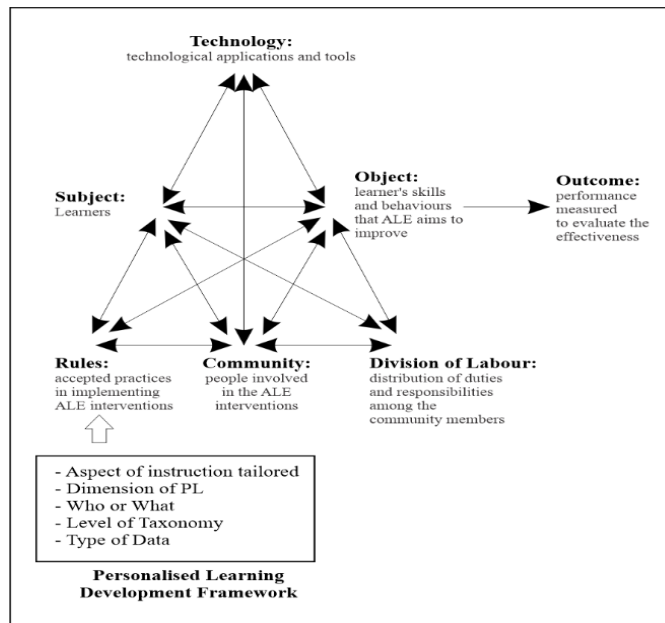 Technology:
technological applications and tools
Subject:
Learners
Object:
learner's skills
and behaviours
that ALE aims to
improve
Outcome:
performance
measured
to evaluate the
effectiveness
Rules:
accepted practices
in implementing
ALE interventions
Community:
people involved
in the ALE
interventions
Division of Labour:
distribution of duties
and responsibilities
among the
community members
- Aspect of instruction tailored
- Dimension of PL
- Who or What
- Level of Taxonomy
- Type of Data
Personalised Learning
Development Framework